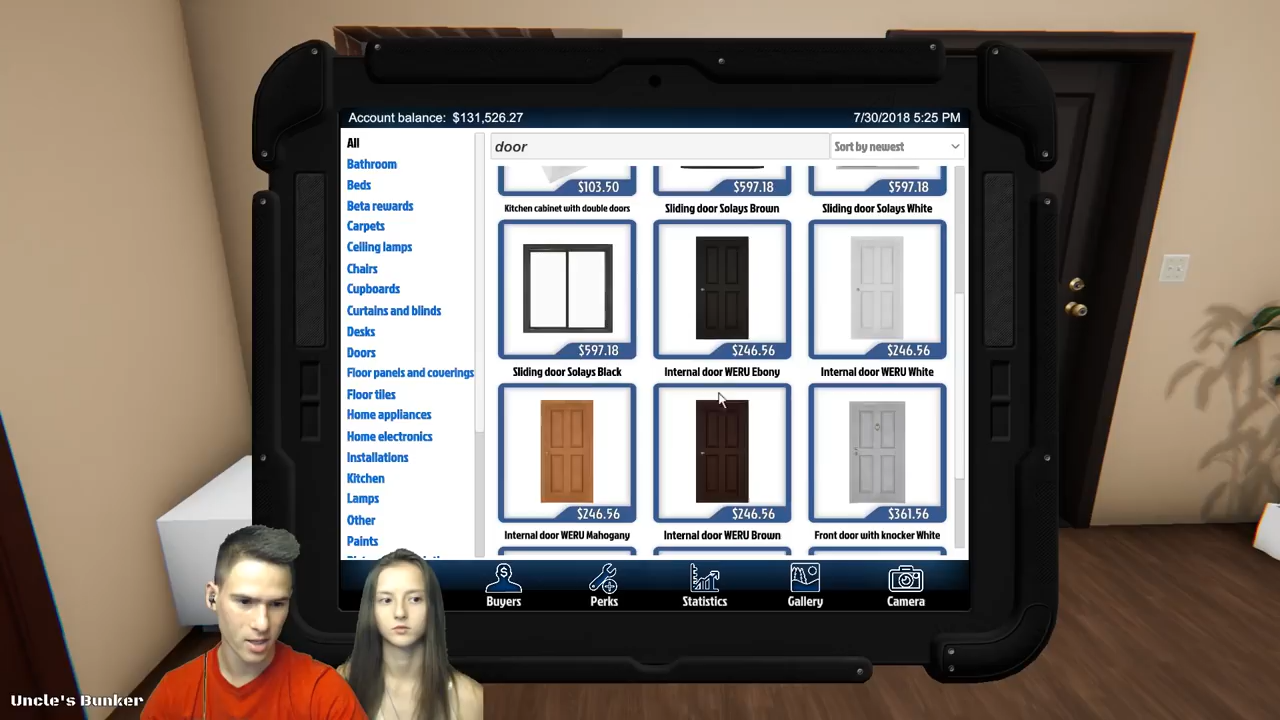 Account balance: $131,526.27
7/30/2018 5:25 PM
All
Bathroom
Beds
Beta rewards
Carpets
Ceiling lamps
Chairs
Cupboards
Curtains and blinds
Desks
Doors
Floor panels and coverings
Floor tiles
Home appliances
Home electronics
Installations
Kitchen
Lamps
Other
Paints
door
Sort by newest
$103.50
$597.18
$597.18
Kitchen cabinet with double doors
Sliding door Solays Brown
Sliding door Solays White
$597.18
$246.56
$246.56
Sliding door Solays Black
Internal door WERU Ebony
Internal door WERU White
$246.56
$246.56
$361.56
Internal door WERU Mahogany
Internal door WERU Brown
Front door with knocker White
Buyers
Perks
Statistics
Gallery
Camera
Uncle's Bunker